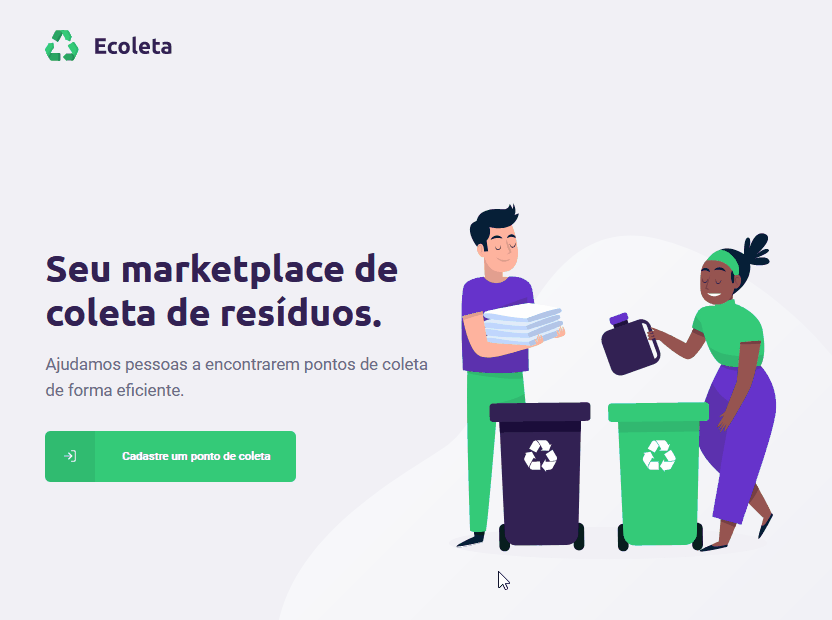 Ecoleta
Seu marketplace de
coleta de resíduos.
Ajudamos pessoas a encontrarem pontos de coleta
de forma eficiente.
Cadastre um ponto de coleta